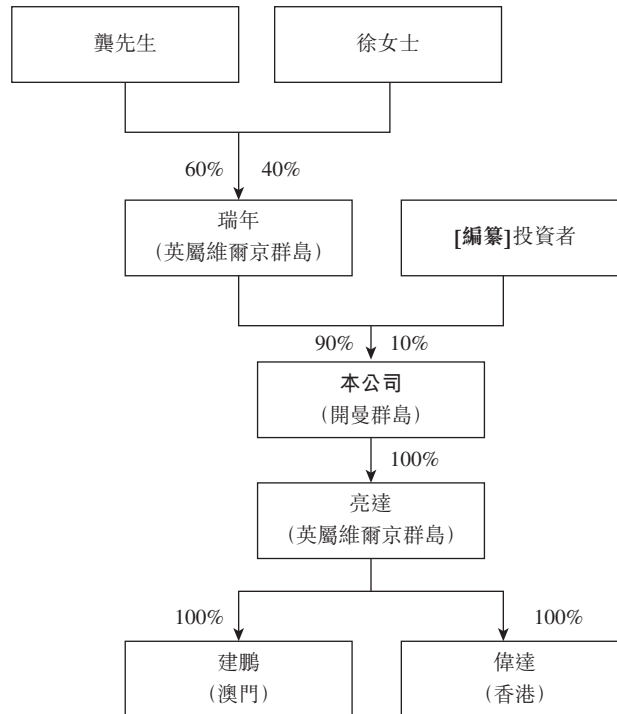 龔先生
徐女士
60%
40%
瑞年
(英屬維爾京群島)
[編纂]投資者
90%
10%
本公司
(開曼群島)
100%
亮達
(英屬維爾京群島)
100%
100%
建鵬
(澳門)
偉達
(香港)